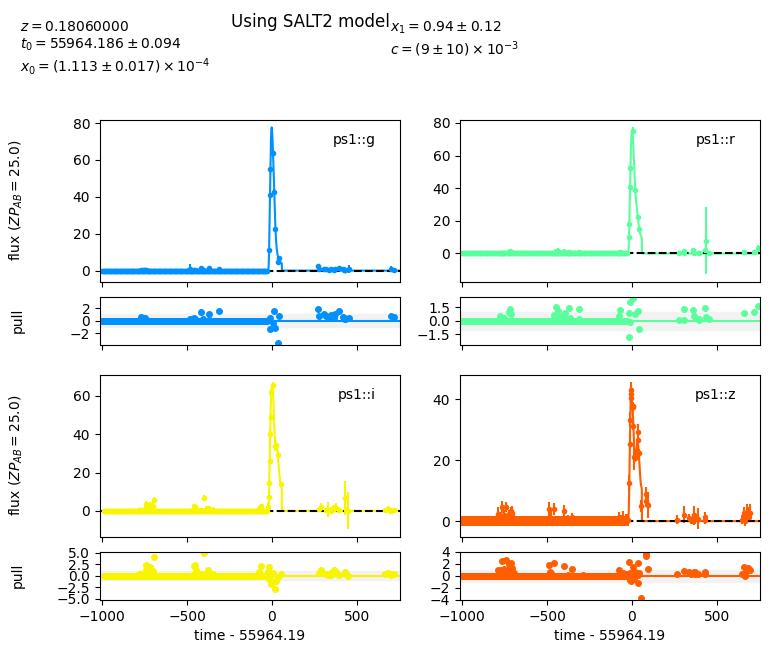 Using SALT2 model
z = 0.18060000
t0 = 55964.186 ± 0.094
x0 = (1.113 ± 0.017) × 10⁻⁴
x1 = 0.94 ± 0.12
c = (9 ± 10) × 10⁻³
flux (ZP_AB = 25.0)
80
60
40
20
0
ps1::g
80
60
40
20
0
ps1::r
pull
2
0
−2
1.5
0.0
−1.5
flux (ZP_AB = 25.0)
60
40
20
0
ps1::i
40
20
0
ps1::z
pull
5.0
2.5
0.0
−2.5
−5.0
4
2
0
−2
−4
−1000 −500 0 500
−1000 −500 0 500
time - 55964.19
time - 55964.19